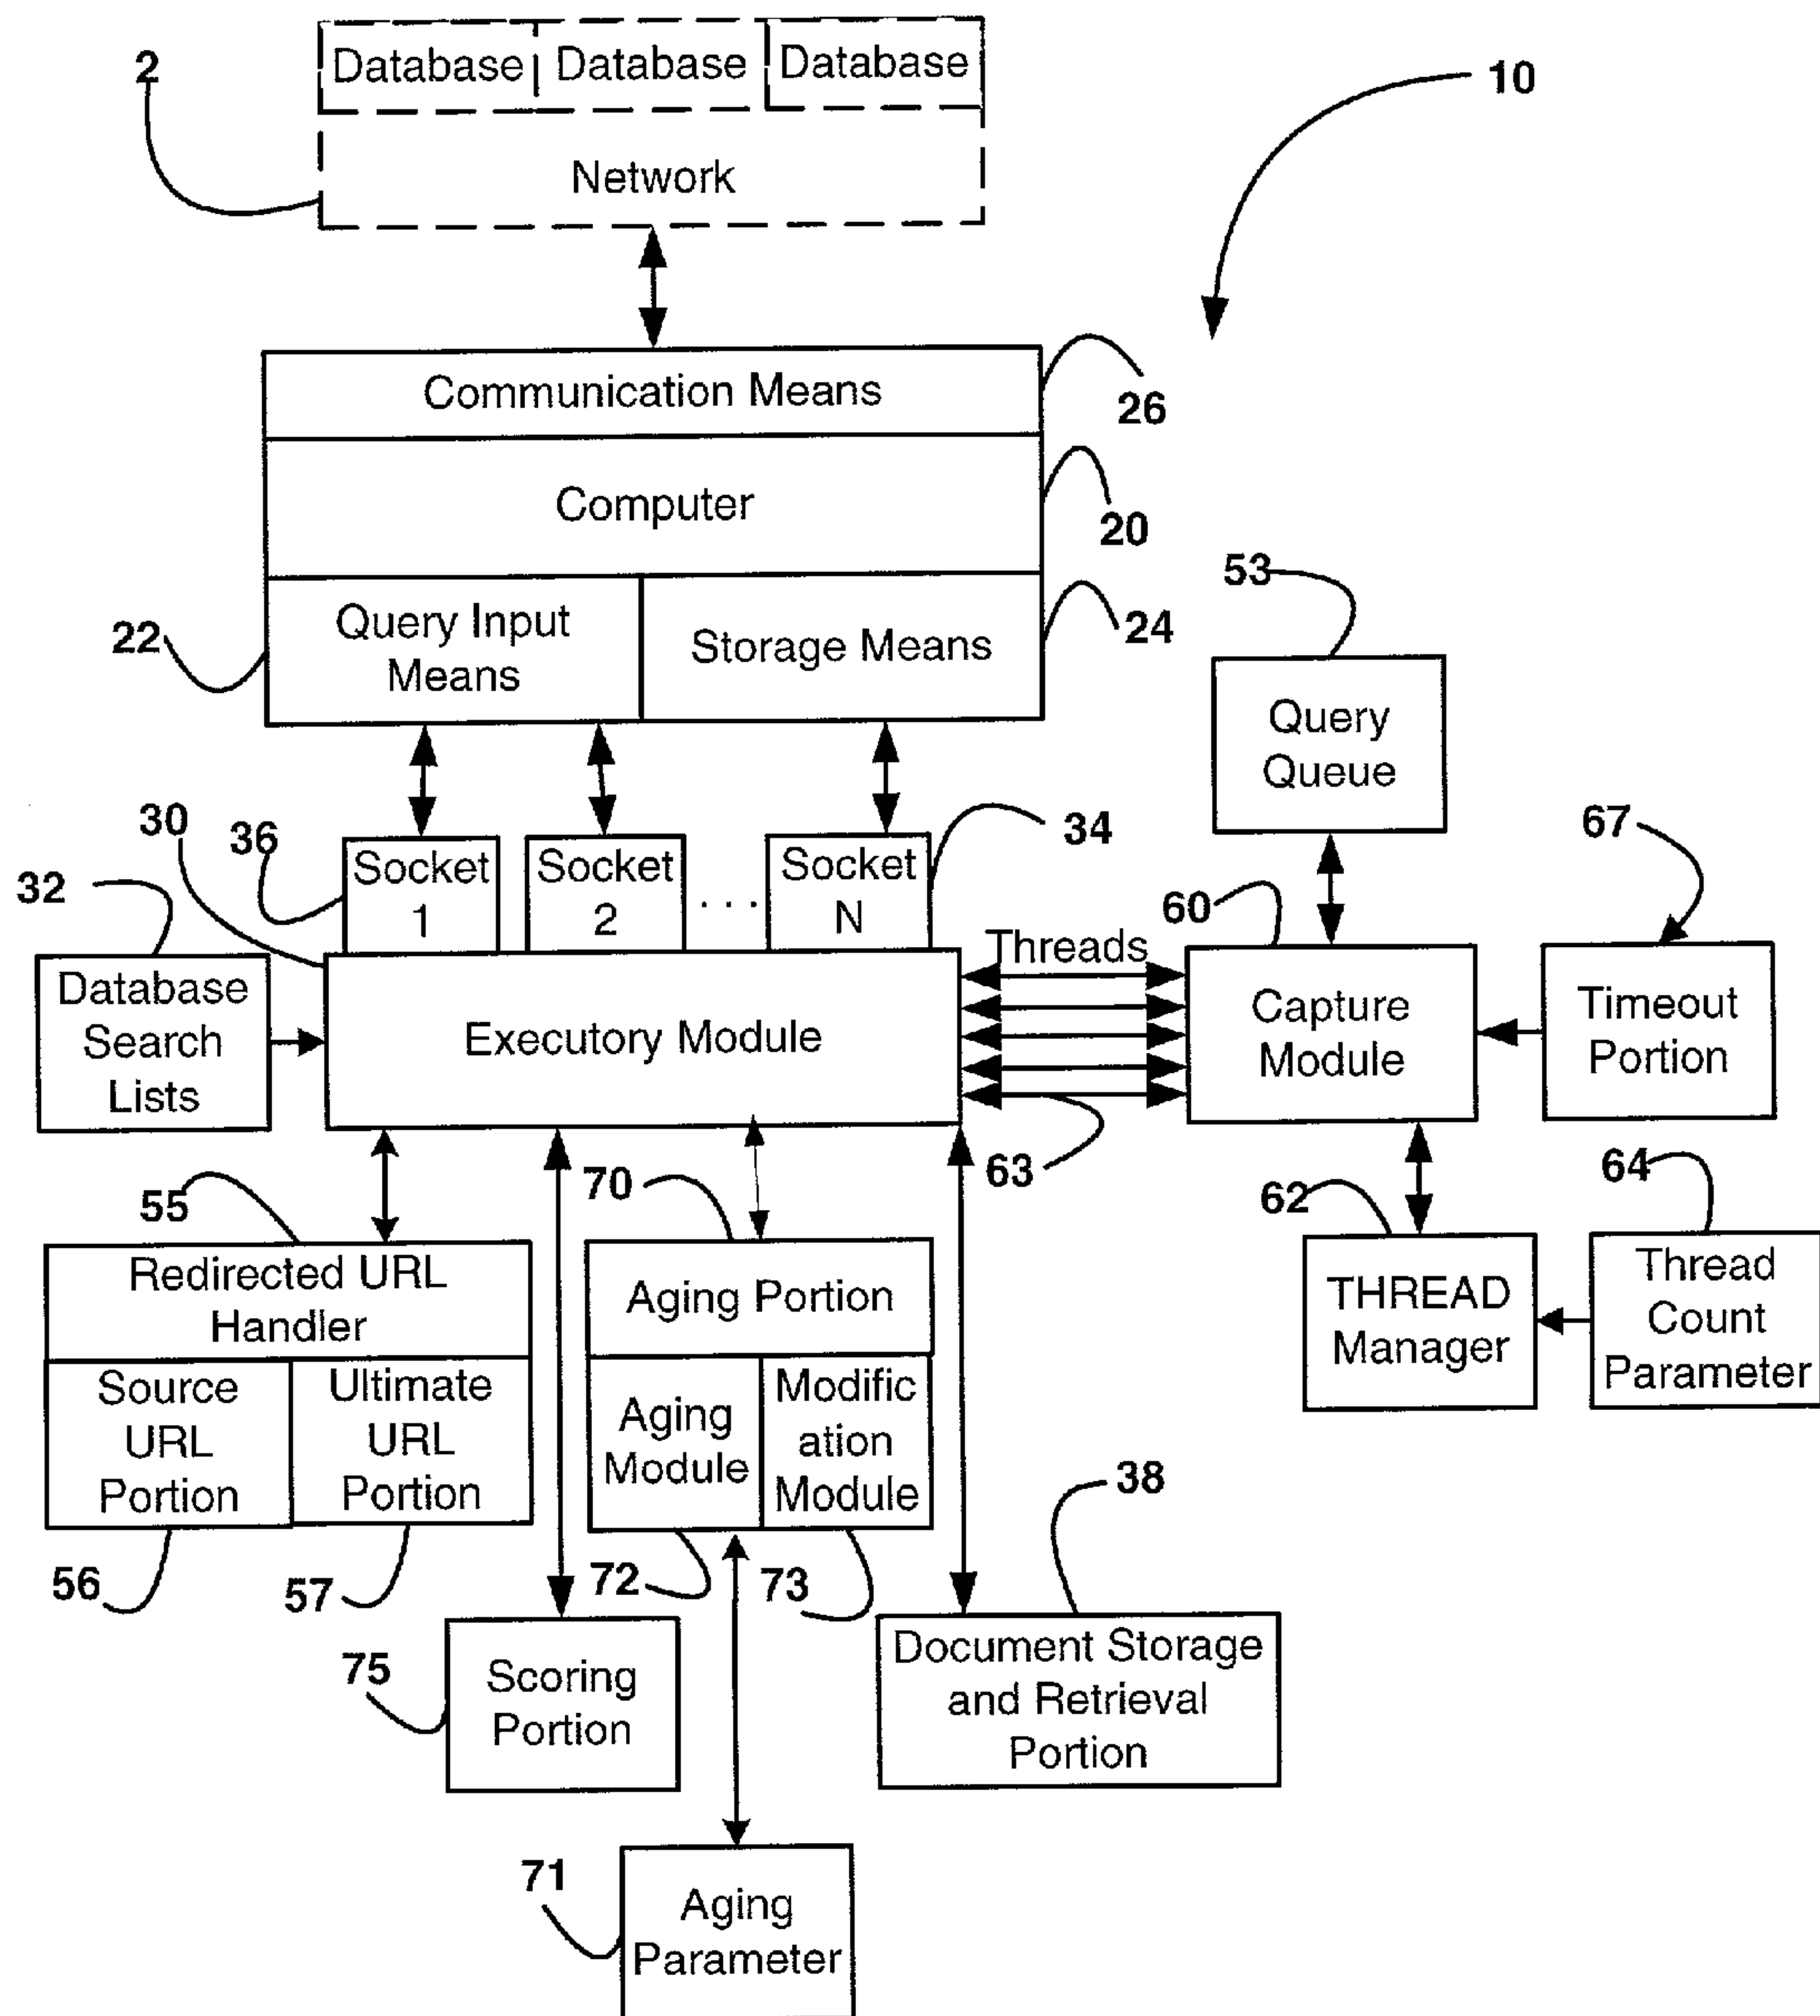 Database Database Database
2
10
Network
Communication Means
26
Computer
20
53
Query Input
Means
Storage Means
22
24
Query
Queue
30
36
34
67
32
Socket
1
Socket
2
. . .
Socket
N
60
Threads
Database
Search
Lists
Executory Module
Capture
Module
Timeout
Portion
63
55
70
62
64
Redirected URL
Handler
Source
URL
Portion
Ultimate
URL
Portion
Aging Portion
Aging
Module
Modific
ation
Module
THREAD
Manager
Thread
Count
Parameter
38
56
57
72
73
75
Scoring
Portion
Document Storage
and Retrieval
Portion
71
Aging
Parameter